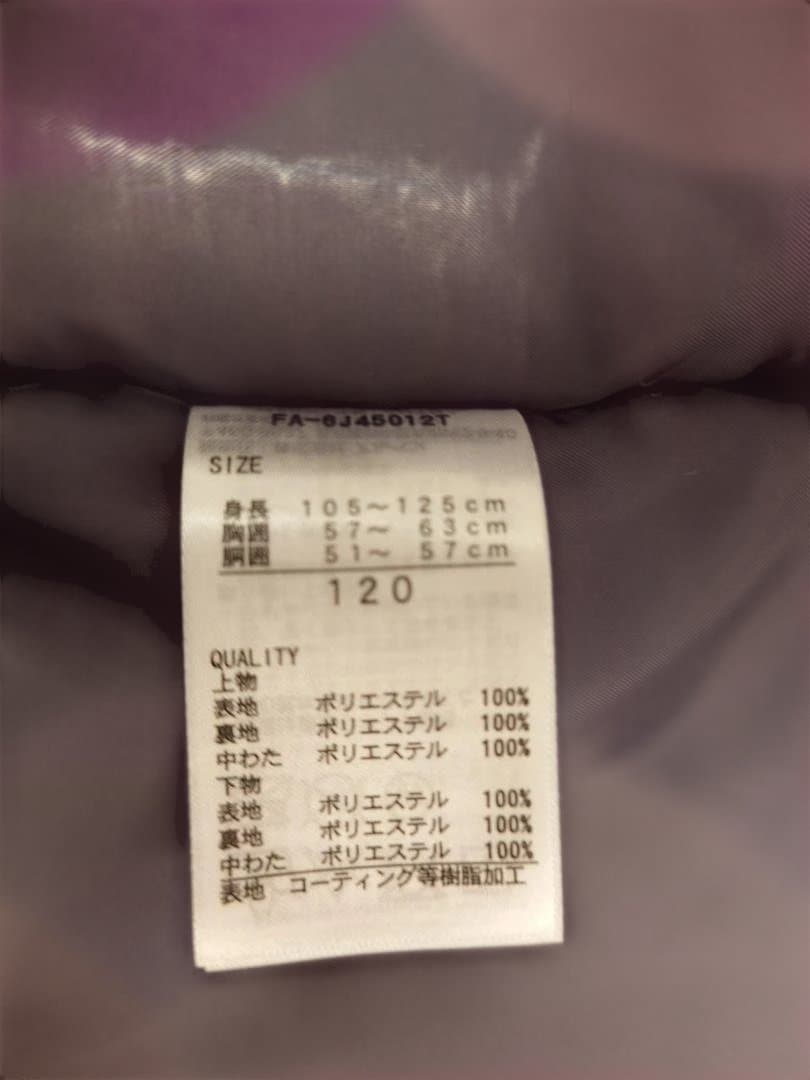 FA-6J45012T
SIZE
身長 105～125cm
胸囲 57～ 63cm
胴囲 51～ 57cm
120
QUALITY
上物
表地 ポリエステル 100%
裏地 ポリエステル 100%
中わた ポリエステル 100%
下物
表地 ポリエステル 100%
裏地 ポリエステル 100%
中わた ポリエステル 100%
表地 コーティング等樹脂加工